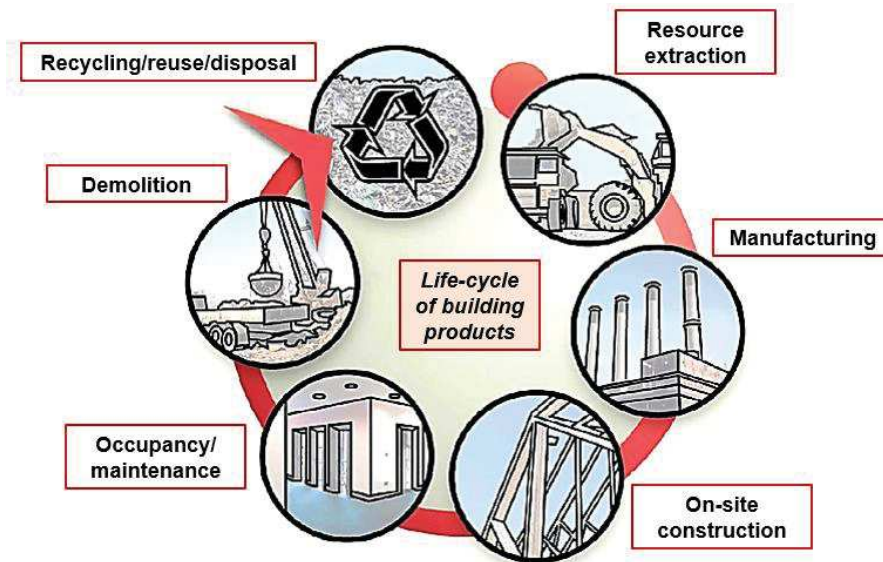 Resource
extraction
Recycling/reuse/disposal
Demolition
Manufacturing
Life-cycle
of building
products
Occupancy/
maintenance
On-site
construction